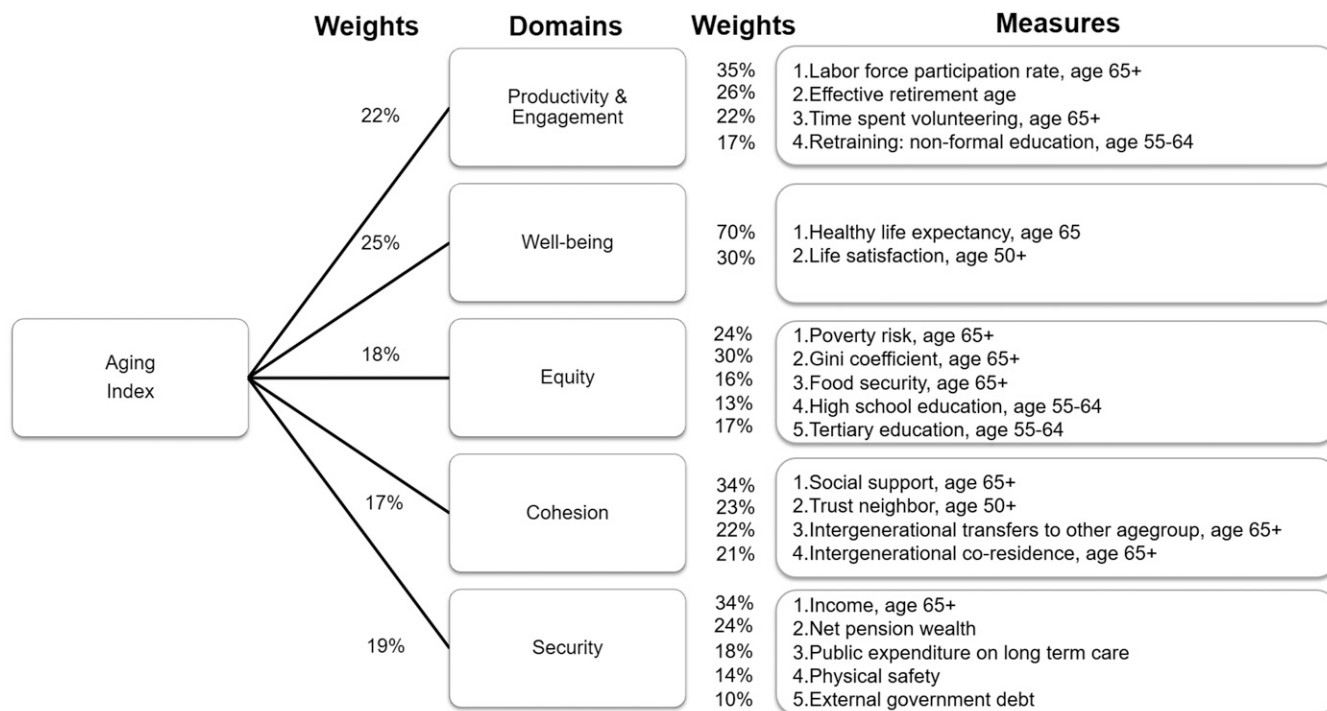 Weights Domains Weights Measures
22%
Productivity &
Engagement
35%
26%
22%
17%
1.Labor force participation rate, age 65+
2.Effective retirement age
3.Time spent volunteering, age 65+
4.Retraining: non-formal education, age 55-64
25%
Well-being
70%
30%
1.Healthy life expectancy, age 65
2.Life satisfaction, age 50+
Aging
Index
18%
Equity
24%
30%
16%
13%
17%
1.Poverty risk, age 65+
2.Gini coefficient, age 65+
3.Food security, age 65+
4.High school education, age 55-64
5.Tertiary education, age 55-64
17%
Cohesion
34%
23%
22%
21%
1.Social support, age 65+
2.Trust neighbor, age 50+
3.Intergenerational transfers to other agegroup, age 65+
4.Intergenerational co-residence, age 65+
19%
Security
34%
24%
18%
14%
10%
1.Income, age 65+
2.Net pension wealth
3.Public expenditure on long term care
4.Physical safety
5.External government debt